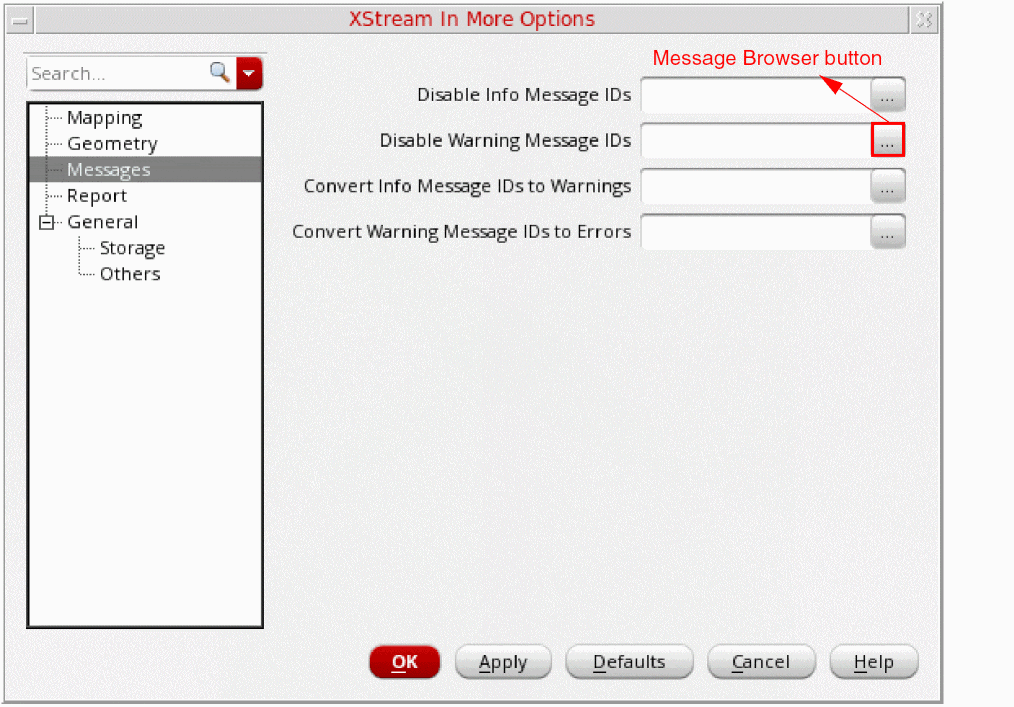 XStream In More Options
Message Browser button
Search...
Mapping
Geometry
Messages
Report
General
Storage
Others
Disable Info Message IDs ...
Disable Warning Message IDs ...
Convert Info Message IDs to Warnings ...
Convert Warning Message IDs to Errors ...
OK Apply Defaults Cancel Help